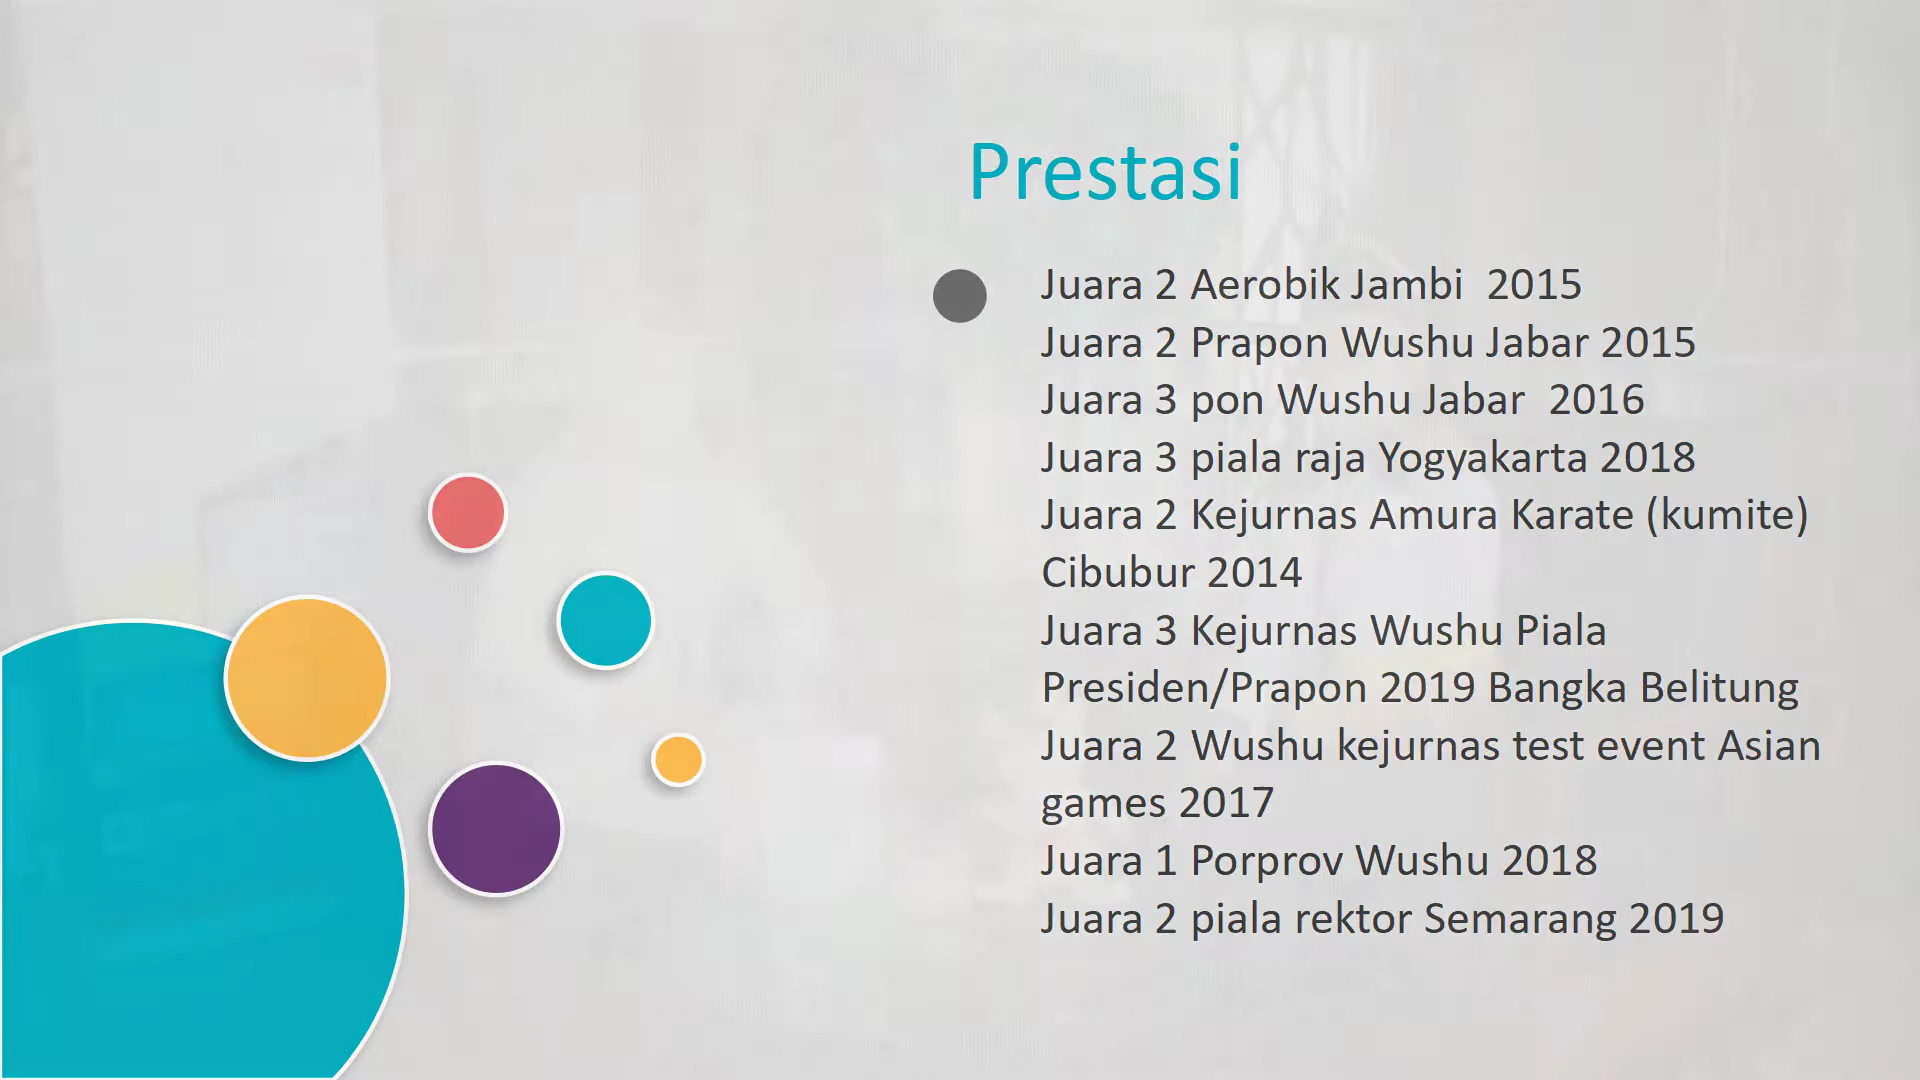 Prestasi
Juara 2 Aerobik Jambi  2015
Juara 2 Prapon Wushu Jabar 2015
Juara 3 pon Wushu Jabar  2016
Juara 3 piala raja Yogyakarta 2018
Juara 2 Kejurnas Amura Karate (kumite)
Cibubur 2014
Juara 3 Kejurnas Wushu Piala
Presiden/Prapon 2019 Bangka Belitung
Juara 2 Wushu kejurnas test event Asian
games 2017
Juara 1 Porprov Wushu 2018
Juara 2 piala rektor Semarang 2019